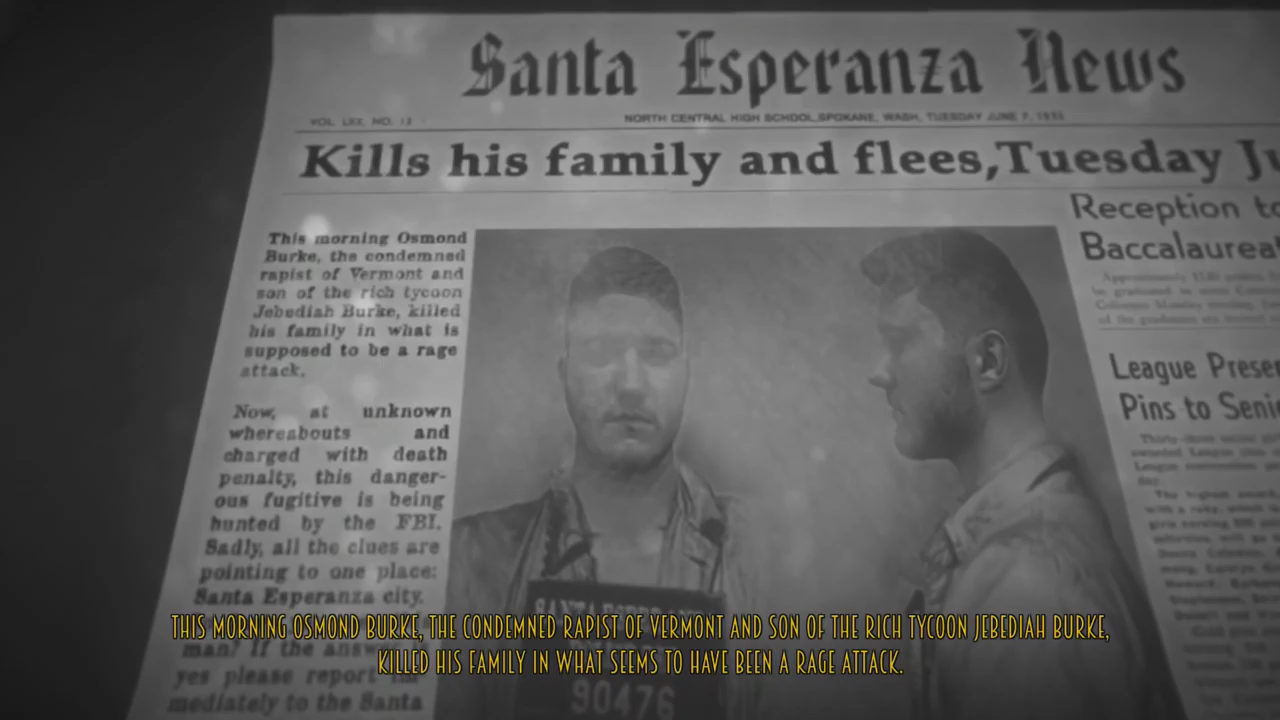 Santa Esperanza News
VOL. LXX, NO. 13
NORTH CENTRAL HIGH SCHOOL, SPOKANE, WASH, TUESDAY JUNE 7, 1933
Kills his family and flees,Tuesday Ju
This morning Osmond
Burke, the condemned
rapist of Vermont and
son of the rich tycoon
Jebediah Burke, killed
his family in what is
supposed to be a rage
attack.
Now, at unknown
whereabouts and
charged with death
penalty, this danger-
ous fugitive is being
hunted by the FBI.
Sadly, all the clues are
pointing to one place:
Santa Esperanza city.
man? If the answ
yes please report
mediately to the Santa
SANTA ESPERAN
90476
Reception to
Baccalaurea
League Prese
Pins to Seni
THIS MORNING OSMOND BURKE, THE CONDEMNED RAPIST OF VERMONT AND SON OF THE RICH TYCOON JEBEDIAH BURKE,
KILLED HIS FAMILY IN WHAT SEEMS TO HAVE BEEN A RAGE ATTACK.